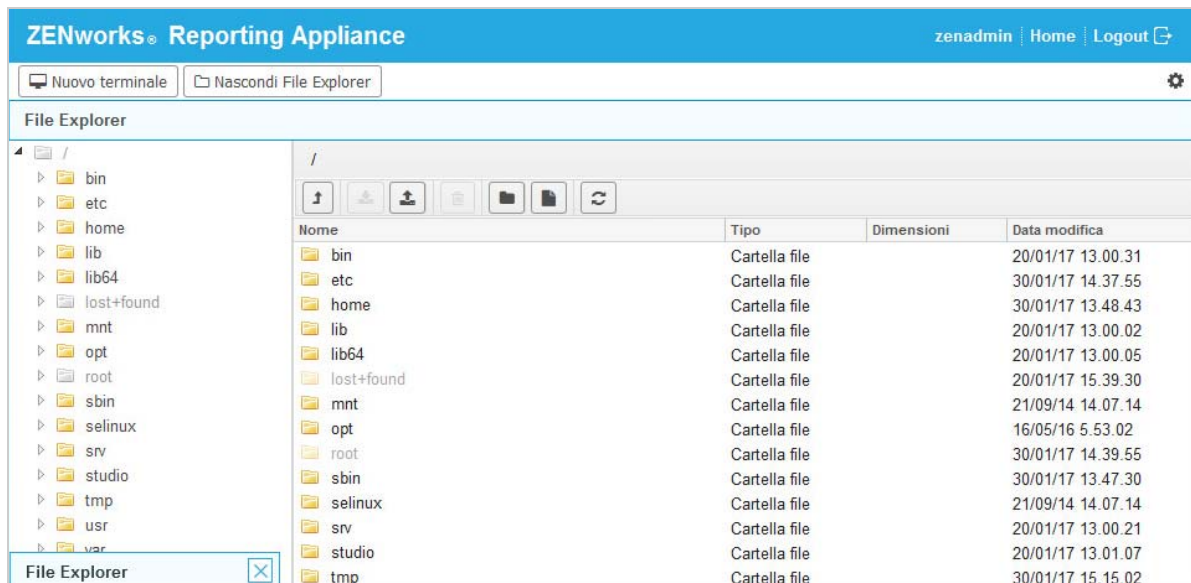 ZENworks® Reporting Appliance
zenadmin Home Logout
Nuovo terminale Nascondi File Explorer
File Explorer
/
bin
etc
home
lib
lib64
lost+found
mnt
opt
root
sbin
selinux
srv
studio
tmp
usr
var
File Explorer
/
Nome Tipo Dimensioni Data modifica
bin Cartella file 20/01/17 13.00.31
etc Cartella file 30/01/17 14.37.55
home Cartella file 30/01/17 13.48.43
lib Cartella file 20/01/17 13.00.02
lib64 Cartella file 20/01/17 13.00.05
lost+found Cartella file 20/01/17 15.39.30
mnt Cartella file 21/09/14 14.07.14
opt Cartella file 16/05/16 5.53.02
root Cartella file 30/01/17 14.39.55
sbin Cartella file 30/01/17 13.47.30
selinux Cartella file 21/09/14 14.07.14
srv Cartella file 20/01/17 13.00.21
studio Cartella file 20/01/17 13.01.07
tmp Cartella file 30/01/17 15.15.02